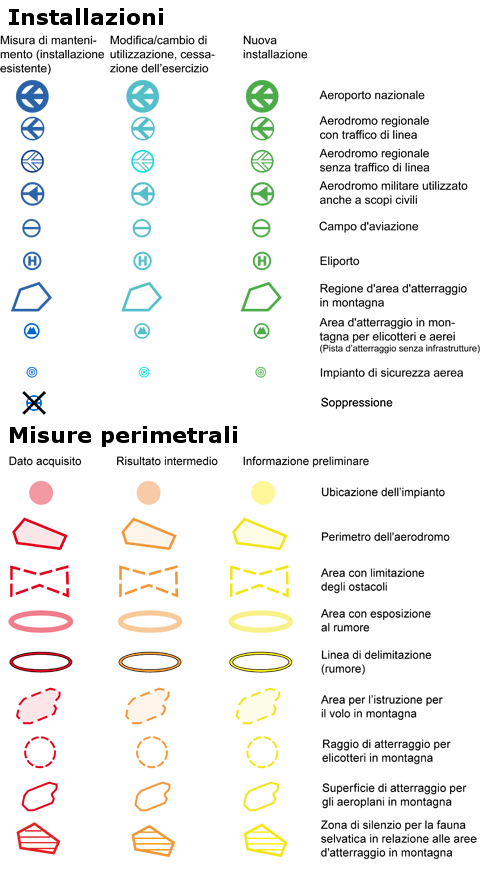 Installazioni
Misura di manteni-
mento (installazione
esistente)
Modifica/cambio di
utilizzazione, cessa-
zione dell'esercizio
Nuova
installazione
Aeroporto nazionale
Aerodromo regionale
con traffico di linea
Aerodromo regionale
senza traffico di linea
Aerodromo militare utilizzato
anche a scopi civili
Campo d'aviazione
H H H
Eliporto
Regione d'area d'atterraggio
in montagna
Area d'atterraggio in mon-
tagna per elicotteri e aerei
(Pista d'atterraggio senza infrastrutture)
Impianto di sicurezza aerea
Soppressione
Misure perimetrali
Dato acquisito
Risultato intermedio
Informazione preliminare
Ubicazione dell'impianto
Perimetro dell'aerodromo
Area con limitazione
degli ostacoli
Area con esposizione
al rumore
Linea di delimitazione
(rumore)
Area per l'istruzione per
il volo in montagna
Raggio di atterraggio per
elicotteri in montagna
Superficie di atterraggio per
gli aeroplani in montagna
Zona di silenzio per la fauna
selvatica in relazione alle aree
d'atterraggio in montagna